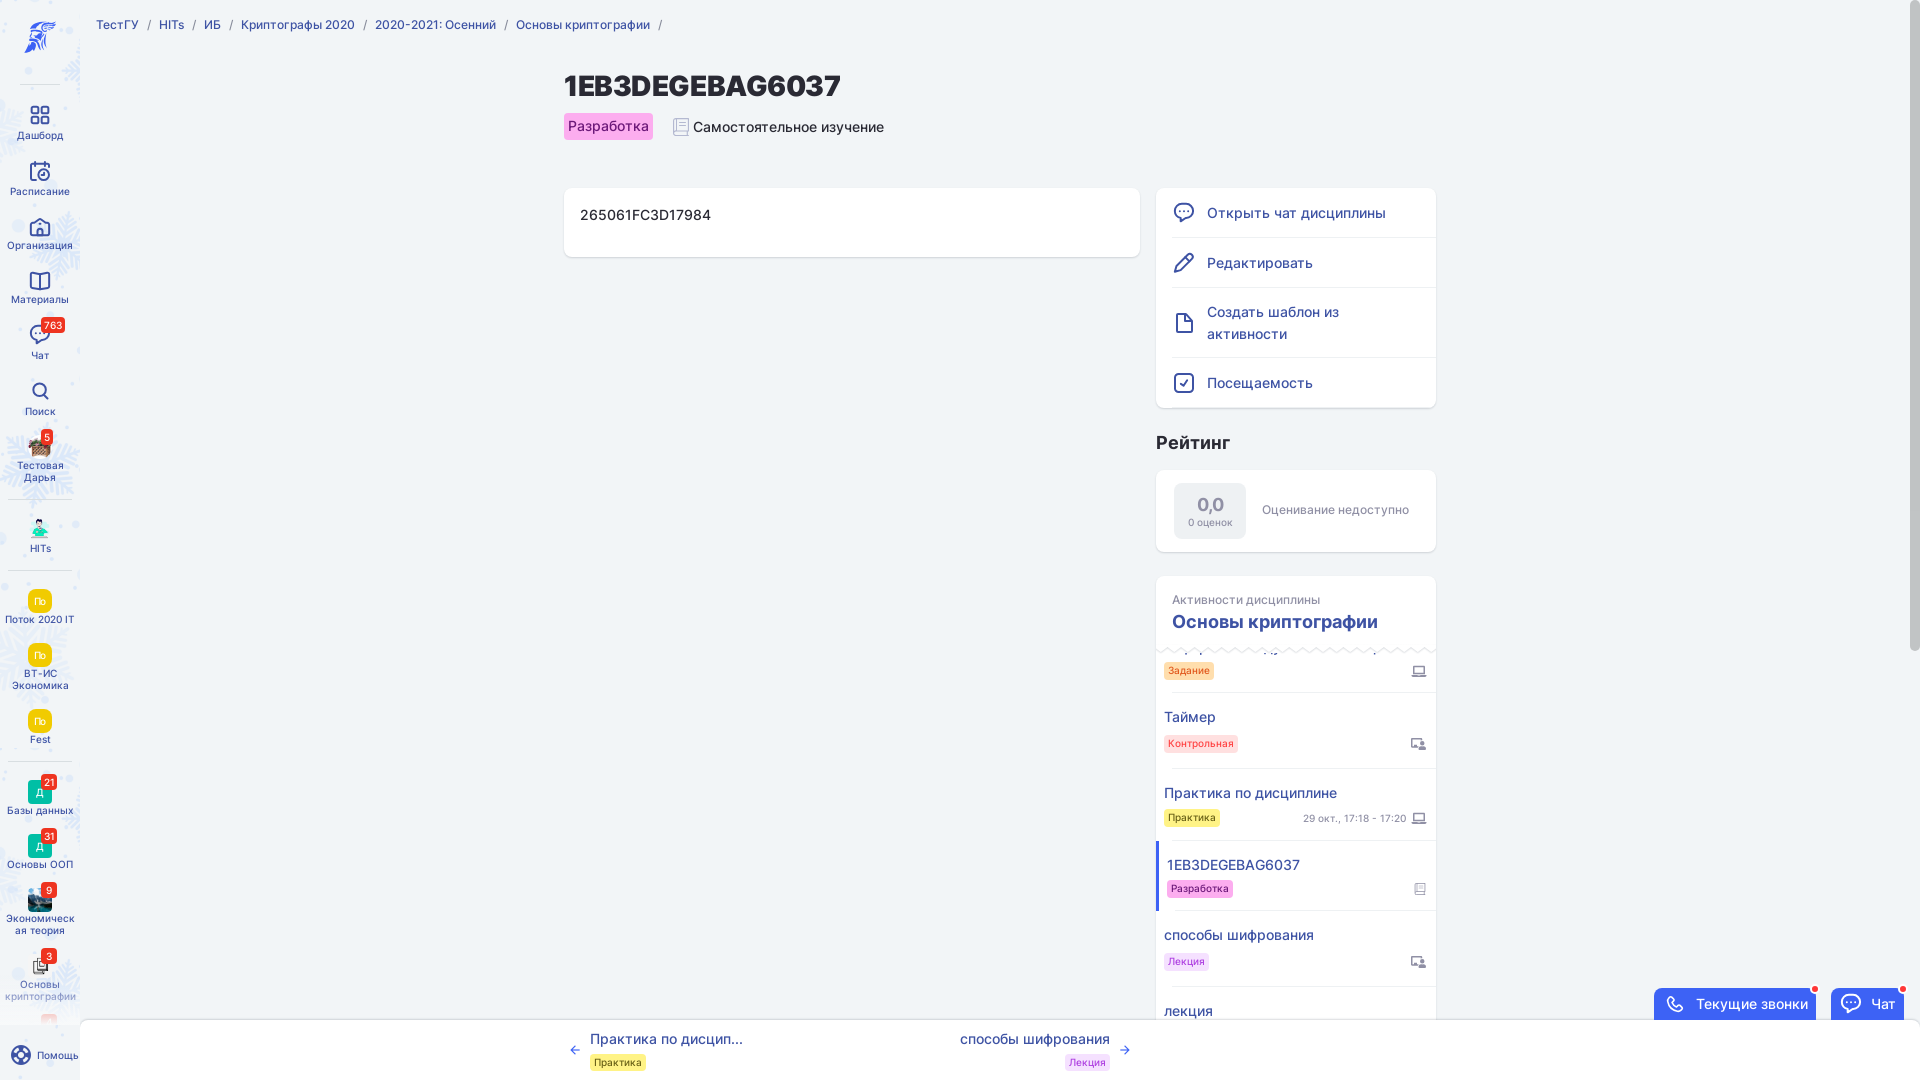 ТестГУ / HITs / ИБ / Криптографы 2020 / 2020-2021: Осенний / Основы криптографии /
1EB3DEGEBAG6037
Разработка
Самостоятельное изучение
265061FC3D17984
Открыть чат дисциплины
Редактировать
Создать шаблон из
активности
Посещаемость
Рейтинг
0,0
0 оценок
Оценивание недоступно
Активности дисциплины
Основы криптографии
Задание
Таймер
Контрольная
Практика по дисциплине
Практика
29 окт., 17:18 - 17:20
1EB3DEGEBAG6037
Разработка
способы шифрования
Лекция
лекция
Дашборд
Расписание
Организация
Материалы
763
Чат
Поиск
5
Тестовая
Дарья
HITs
По
Поток 2020 IT
По
ВТ-ИС
Экономика
По
Fest
21
Д
Базы данных
31
Д
Основы ООП
9
Экономическ
ая теория
3
Основы
криптографии
Помощь
Практика по дисцип...
Практика
способы шифрования
Лекция
Текущие звонки
Чат